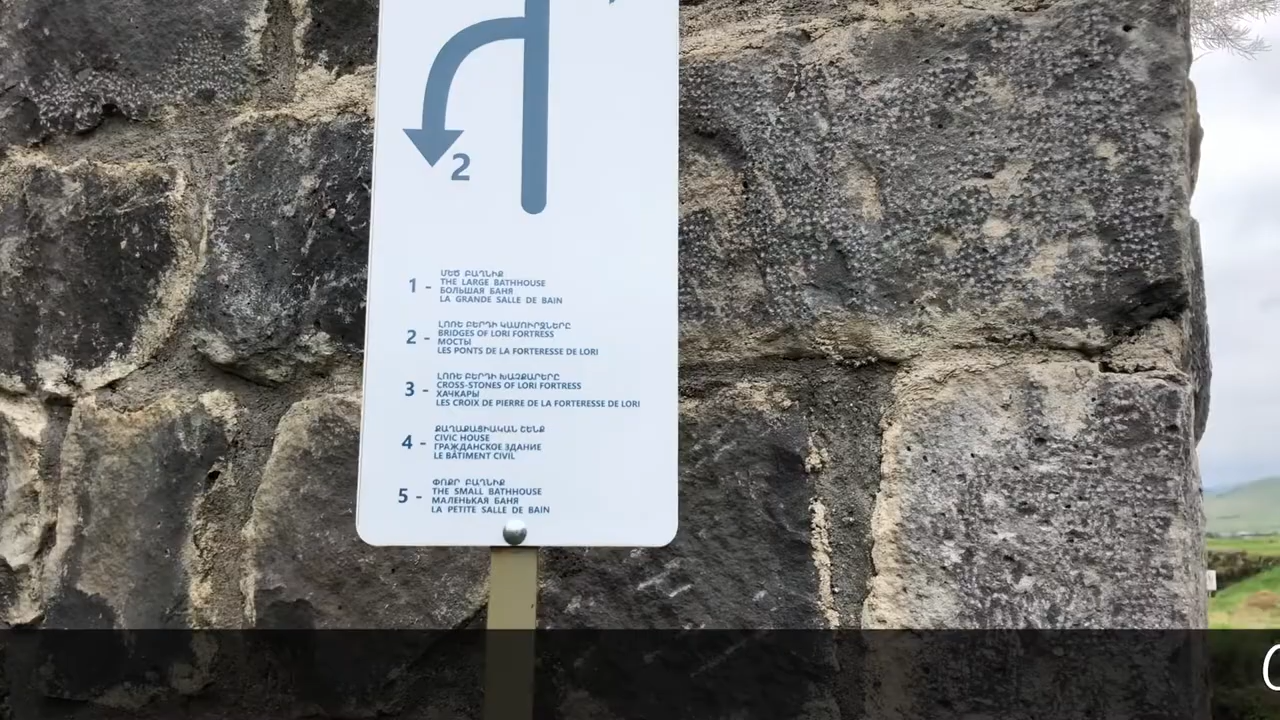 2
1 - ՄԵԾ ԲԱՂՆԻՔ
THE LARGE BATHHOUSE
БОЛЬШАЯ БАНЯ
LA GRANDE SALLE DE BAIN
2 - ԼՈՌԵ ԲԵՐԴԻ ԿԱՄՈՒՐՋՆԵՐԸ
BRIDGES OF LORI FORTRESS
МОСТЫ
LES PONTS DE LA FORTERESSE DE LORI
3 - ԼՈՌԵ ԲԵՐԴԻ ԽԱՉՔԱՐԵՐԸ
CROSS-STONES OF LORI FORTRESS
ХАЧКАРЫ
LES CROIX DE PIERRE DE LA FORTERESSE DE LORI
4 - ՔԱՂԱՔԱՑԻԱԿԱՆ ՇԵՆՔ
CIVIC HOUSE
ГРАЖДАНСКОЕ ЗДАНИЕ
LE BÂTIMENT CIVIL
5 - ՓՈՔՐ ԲԱՂՆԻՔ
THE SMALL BATHHOUSE
МАЛЕНЬКАЯ БАНЯ
LA PETITE SALLE DE BAIN